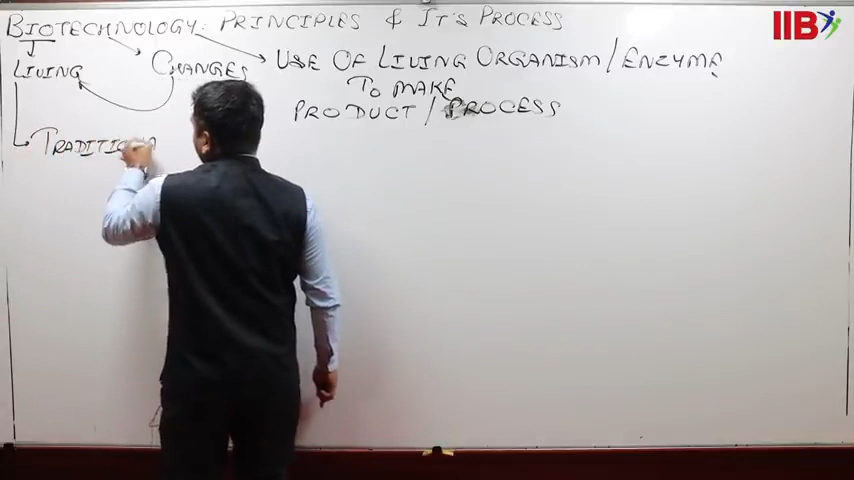 BIOTECHNOLOGY: PRINCIPLES & IT'S PROCESS
IIB
LIVING
CHANGES
USE OF LIVING ORGANISM / ENZYME
TO MAKE
PRODUCT / PROCESS